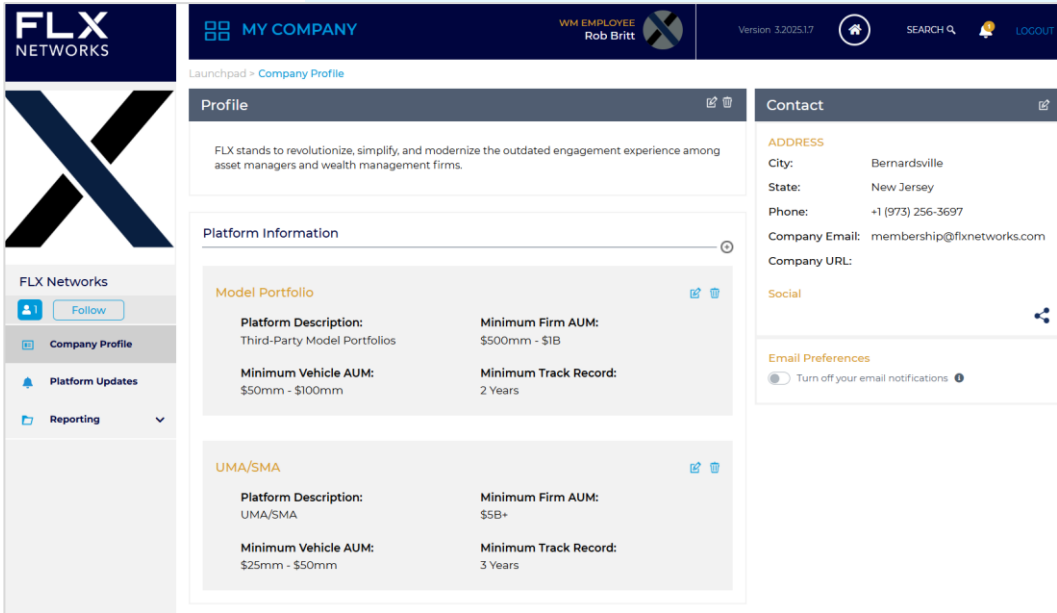 FLX
NETWORKS
MY COMPANY
WM EMPLOYEE
Rob Britt
Version 3.2025.1.7
SEARCH
1
LOGOUT
Launchpad > Company Profile
FLX Networks
1
Follow
Company Profile
Platform Updates
Reporting
Profile
FLX stands to revolutionize, simplify, and modernize the outdated engagement experience among
asset managers and wealth management firms.
Platform Information
Model Portfolio
Platform Description:
Third-Party Model Portfolios
Minimum Firm AUM:
$500mm - $1B
Minimum Vehicle AUM:
$50mm - $100mm
Minimum Track Record:
2 Years
UMA/SMA
Platform Description:
UMA/SMA
Minimum Firm AUM:
$5B+
Minimum Vehicle AUM:
$25mm - $50mm
Minimum Track Record:
3 Years
Contact
ADDRESS
City: Bernardsville
State: New Jersey
Phone: +1 (973) 256-3697
Company Email: membership@flxnetworks.com
Company URL:
Social
Email Preferences
Turn off your email notifications